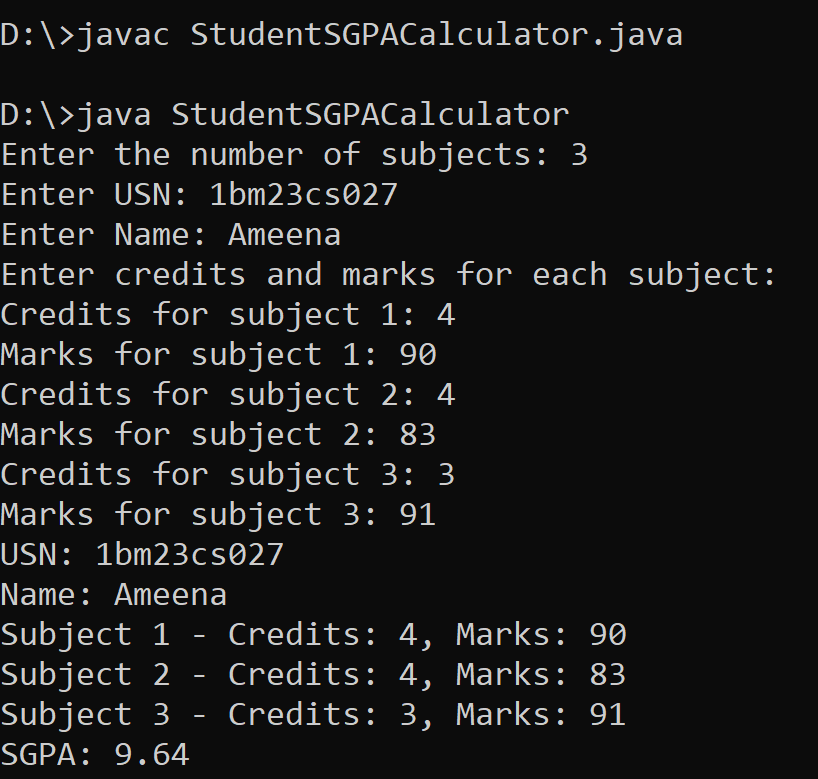 D:\>javac StudentSGPACalculator.java
D:\>java StudentSGPACalculator
Enter the number of subjects: 3
Enter USN: 1bm23cs027
Enter Name: Ameena
Enter credits and marks for each subject:
Credits for subject 1: 4
Marks for subject 1: 90
Credits for subject 2: 4
Marks for subject 2: 83
Credits for subject 3: 3
Marks for subject 3: 91
USN: 1bm23cs027
Name: Ameena
Subject 1 - Credits: 4, Marks: 90
Subject 2 - Credits: 4, Marks: 83
Subject 3 - Credits: 3, Marks: 91
SGPA: 9.64